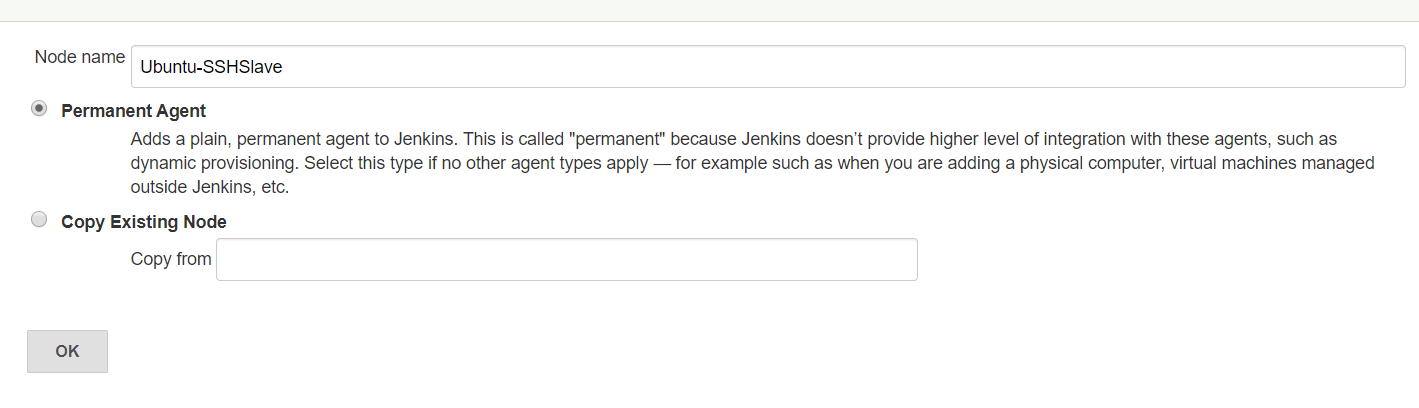 Node name Ubuntu-SSHSlave
Permanent Agent
Adds a plain, permanent agent to Jenkins. This is called "permanent" because Jenkins doesn’t provide higher level of integration with these agents, such as
dynamic provisioning. Select this type if no other agent types apply — for example such as when you are adding a physical computer, virtual machines managed
outside Jenkins, etc.
Copy Existing Node
Copy from
OK